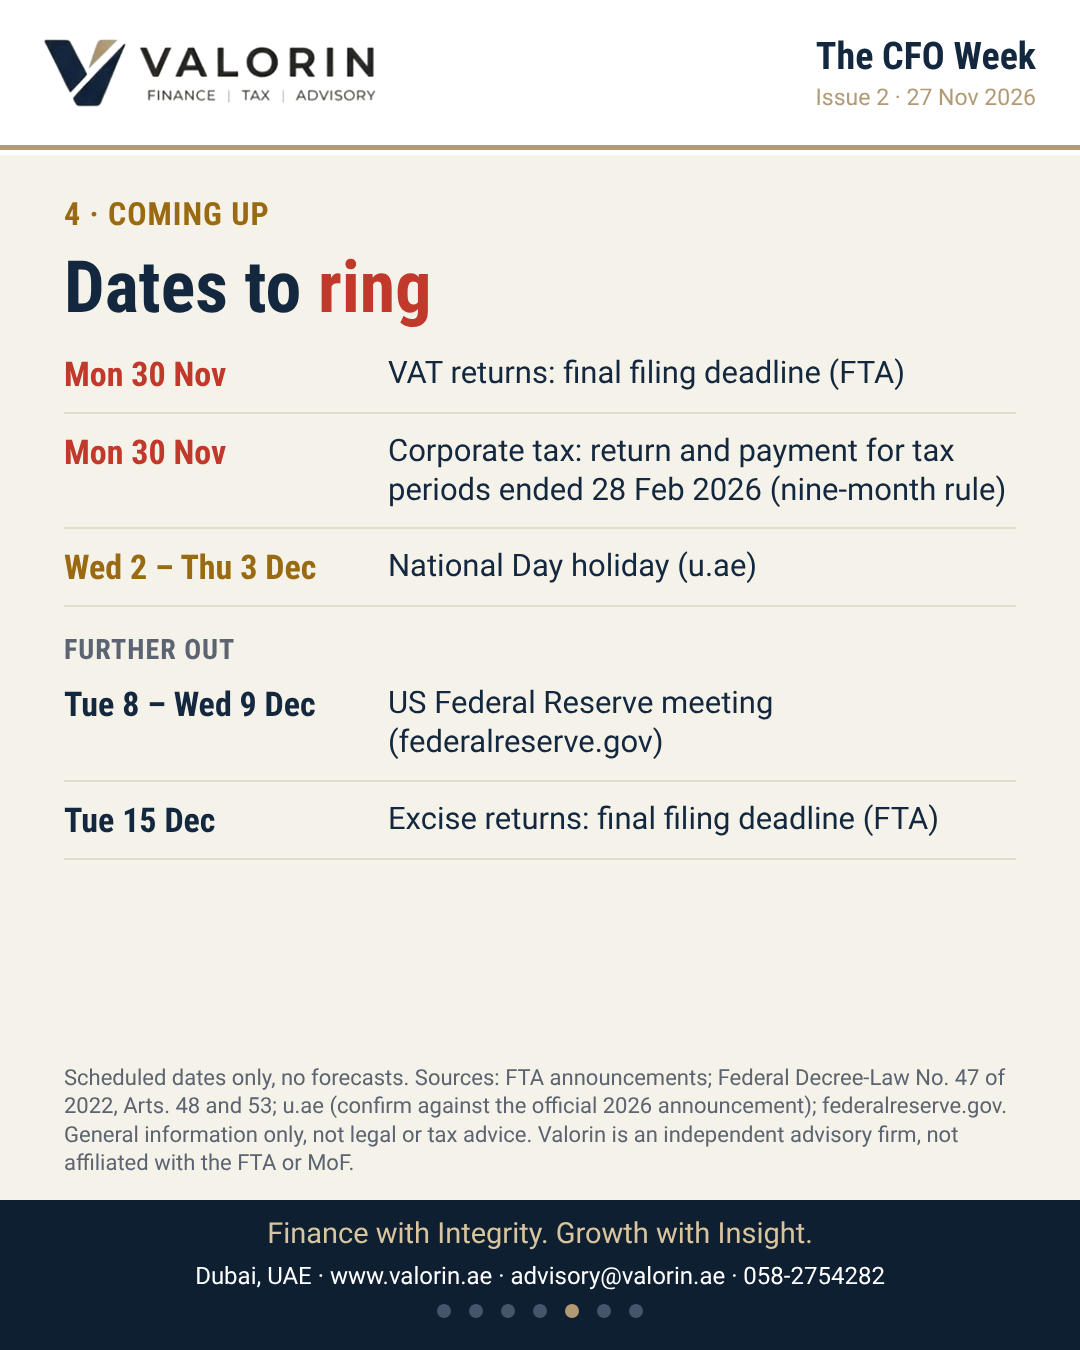 VALORIN
FINANCE | TAX | ADVISORY
The CFO Week
Issue 2 · 27 Nov 2026
4 · COMING UP
Dates to ring
Mon 30 Nov
VAT returns: final filing deadline (FTA)
Mon 30 Nov
Corporate tax: return and payment for tax
periods ended 28 Feb 2026 (nine-month rule)
Wed 2 – Thu 3 Dec
National Day holiday (u.ae)
FURTHER OUT
Tue 8 – Wed 9 Dec
US Federal Reserve meeting
(federalreserve.gov)
Tue 15 Dec
Excise returns: final filing deadline (FTA)
Scheduled dates only, no forecasts. Sources: FTA announcements; Federal Decree-Law No. 47 of
2022, Arts. 48 and 53; u.ae (confirm against the official 2026 announcement); federalreserve.gov.
General information only, not legal or tax advice. Valorin is an independent advisory firm, not
affiliated with the FTA or MoF.
Finance with Integrity. Growth with Insight.
Dubai, UAE · www.valorin.ae · advisory@valorin.ae · 058-2754282